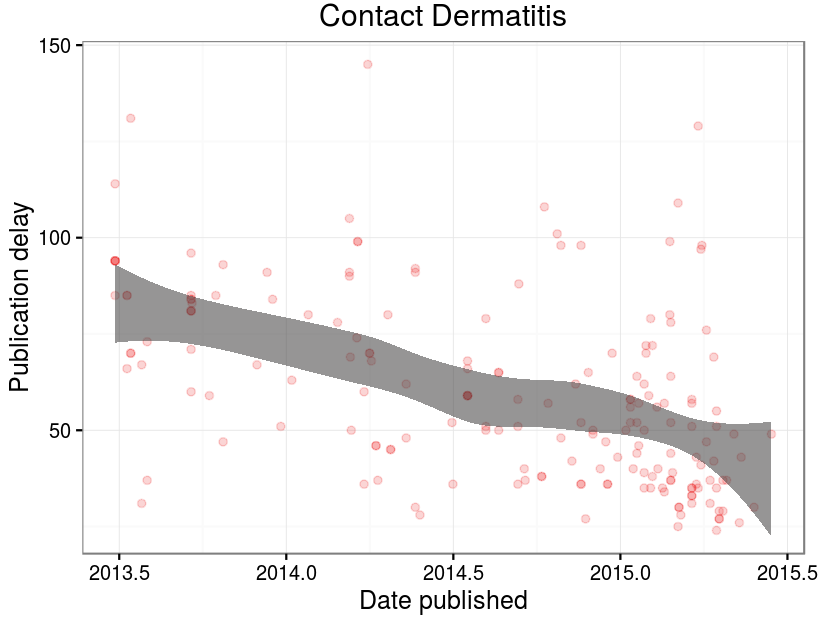 Contact Dermatitis
Publication delay
150
100
50
2013.5 2014.0 2014.5 2015.0 2015.5
Date published